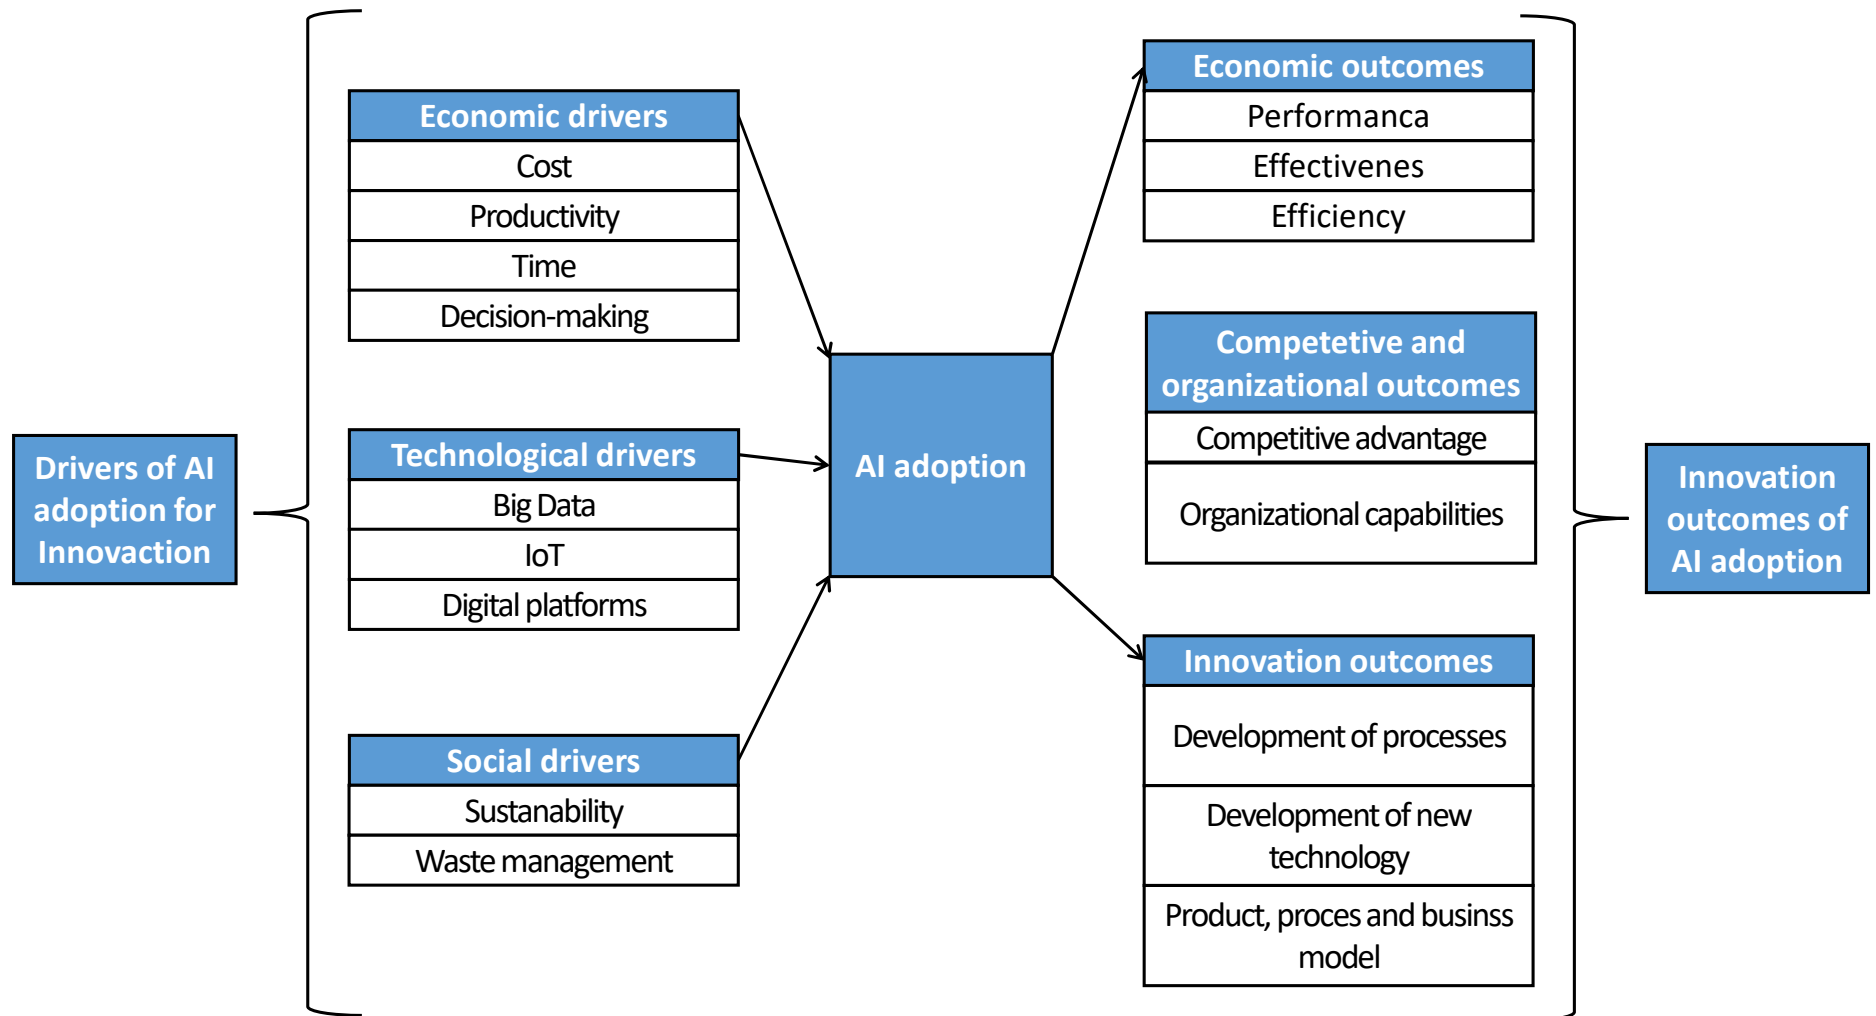 Drivers of AI
adoption for
Innovaction
Economic drivers
Cost
Productivity
Time
Decision-making
Technological drivers
Big Data
IoT
Digital platforms
Social drivers
Sustanability
Waste management
AI adoption
Economic outcomes
Performanca
Effectivenes
Efficiency
Competetive and
organizational outcomes
Competitive advantage
Organizational capabilities
Innovation outcomes
Development of processes
Development of new
technology
Product, proces and businss
model
Innovation
outcomes of
AI adoption